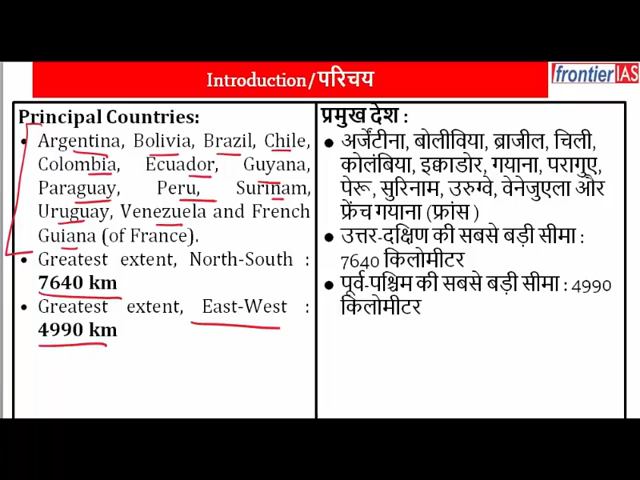 Introduction/परिचय
frontierIAS
Principal Countries:
• Argentina, Bolivia, Brazil, Chile,
Colombia, Ecuador, Guyana,
Paraguay, Peru, Surinam,
Uruguay, Venezuela and French
Guiana (of France).
• Greatest extent, North-South :
7640 km
• Greatest extent, East-West :
4990 km
प्रमुख देश :
● अर्जेंटीना, बोलीविया, ब्राजील, चिली,
कोलंबिया, इक्वाडोर, गयाना, परागुए,
पेरू, सुरिनाम, उरुग्वे, वेनेजुएला और
फ्रेंच गयाना (फ्रांस )
● उत्तर-दक्षिण की सबसे बड़ी सीमा :
7640 किलोमीटर
● पूर्व-पश्चिम की सबसे बड़ी सीमा : 4990
किलोमीटर